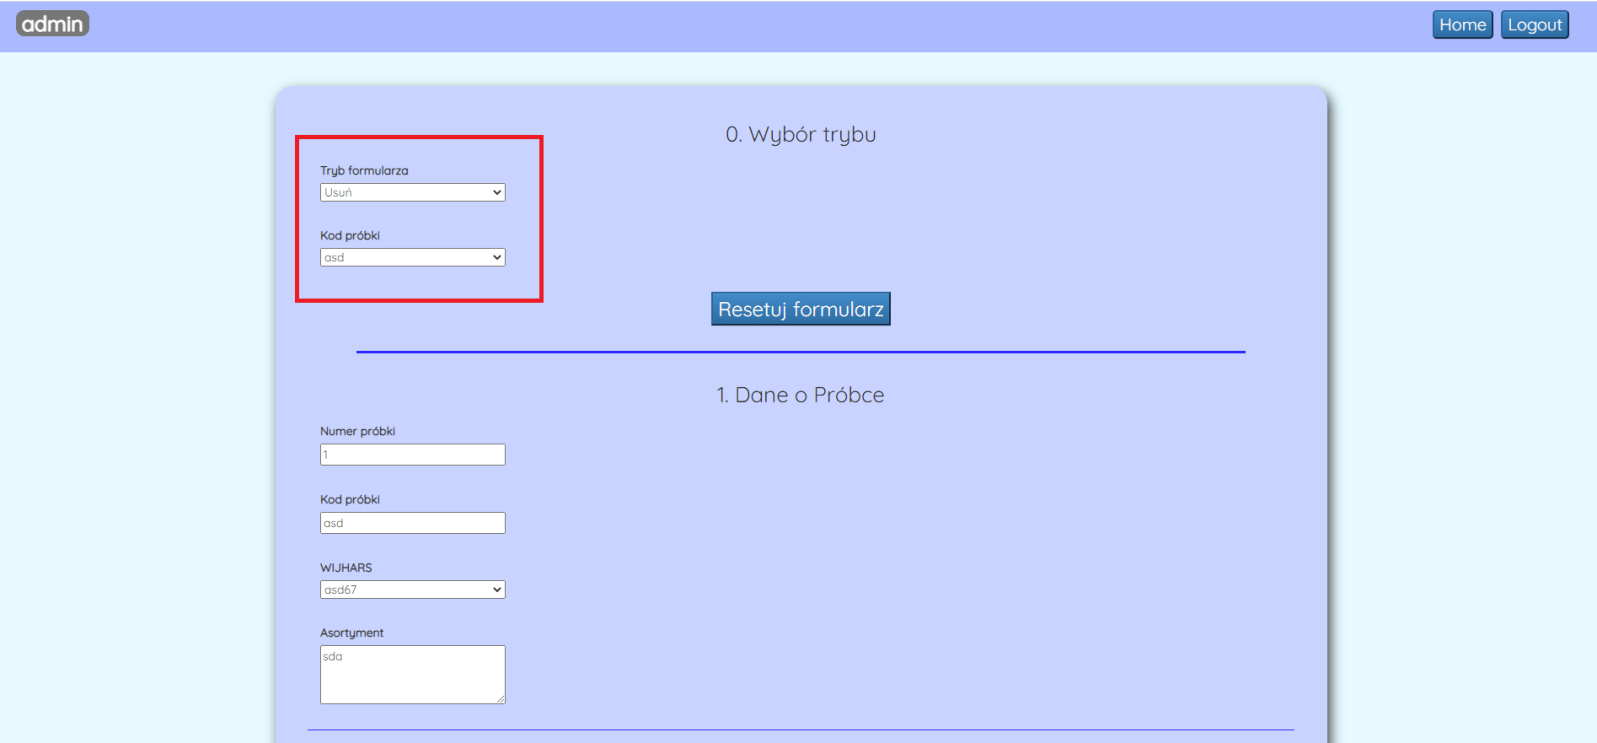 admin
Home
Logout
0. Wybór trybu
Tryb formularza
Usuń
Kod próbki
asd
Resetuj formularz
1. Dane o Próbce
Numer próbki
1
Kod próbki
asd
WIJHARS
asd67
Asortyment
sda